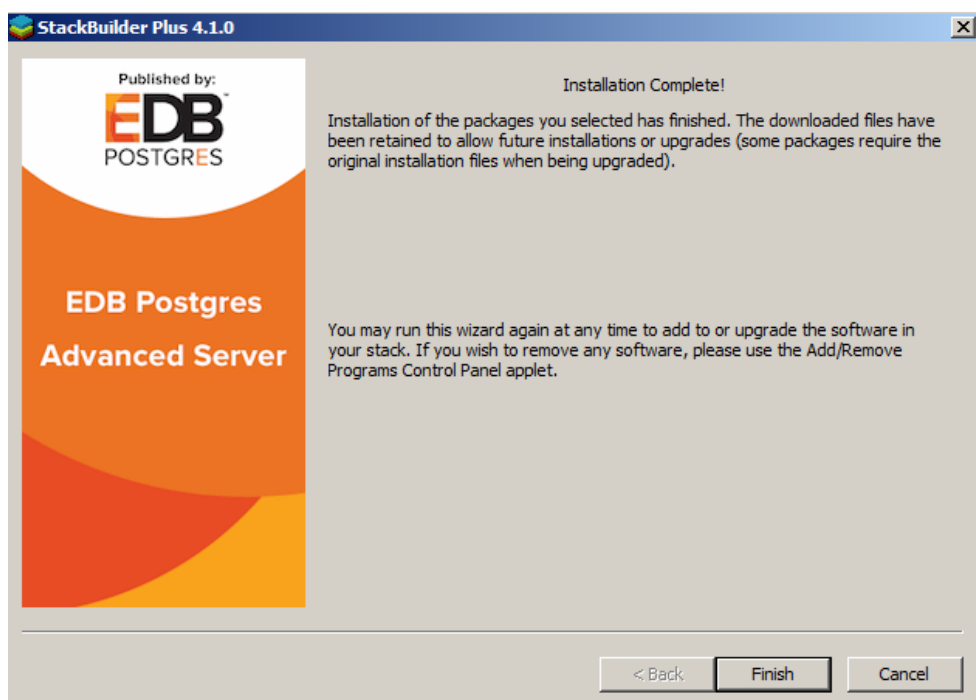 StackBuilder Plus 4.1.0
Published by:
EDB™
POSTGRES
EDB Postgres
Advanced Server
Installation Complete!
Installation of the packages you selected has finished. The downloaded files have
been retained to allow future installations or upgrades (some packages require the
original installation files when being upgraded).
You may run this wizard again at any time to add to or upgrade the software in
your stack. If you wish to remove any software, please use the Add/Remove
Programs Control Panel applet.
< Back
Finish
Cancel